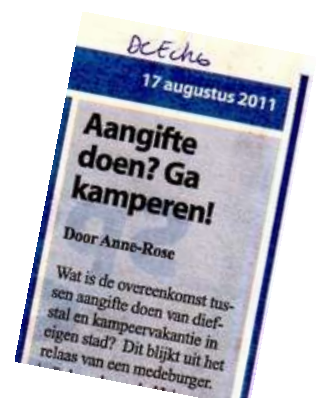 DCEcho
17 augustus 2011
Aangifte
doen? Ga
kamperen!
Door Anne-Rose
Wat is de overeenkomst tus-
sen aangifte doen van dief-
stal en kampeervakantie in
eigen stad? Dit blijkt uit het
relaas van een medeburger.